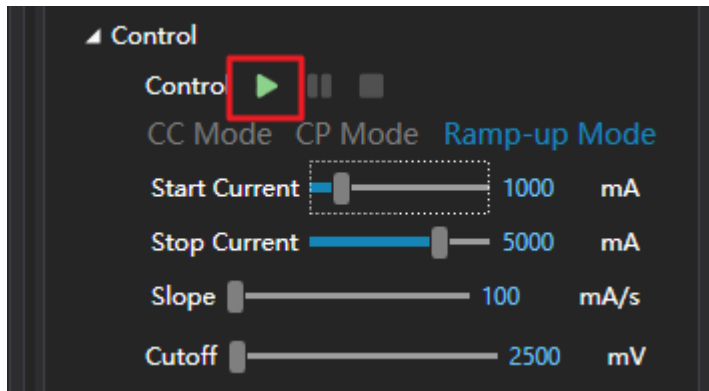 Control
Control
CC Mode CP Mode Ramp-up Mode
Start Current 1000 mA
Stop Current 5000 mA
Slope 100 mA/s
Cutoff 2500 mV